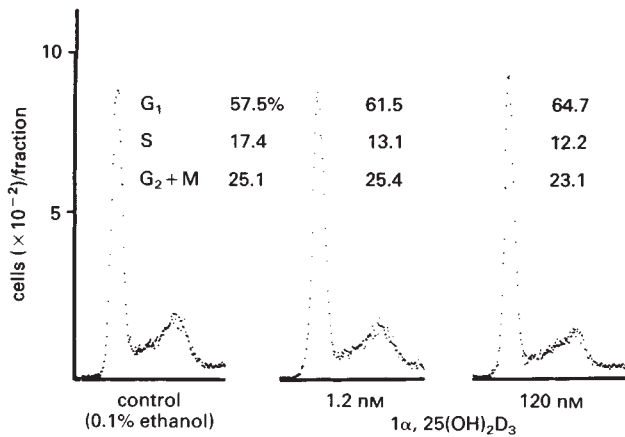 10
G₁ 57.5% 61.5 64.7
S 17.4 13.1 12.2
G₂ + M 25.1 25.4 23.1
5
cells (× 10⁻²)/fraction
control 1.2 nM 120 nM
(0.1% ethanol) 1α, 25(OH)₂D₃